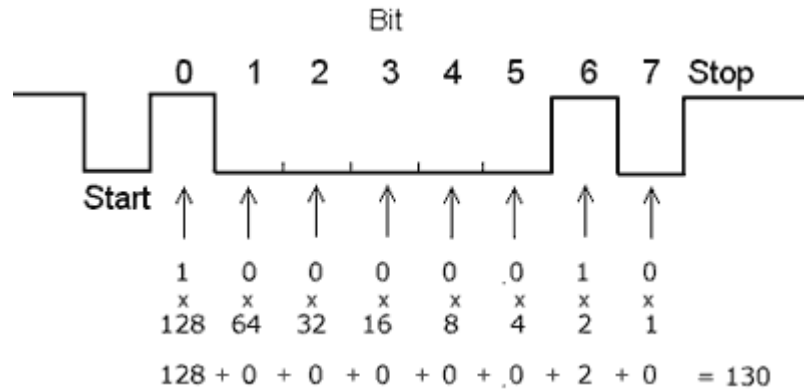 Bit
0 1 2 3 4 5 6 7 Stop
Start
1 0 0 0 0 .0 1 0
x x x x x x x x
128 64 32 16 8 4 2 1
128 + 0 + 0 + 0 + 0 + .0 + 2 + 0 = 130